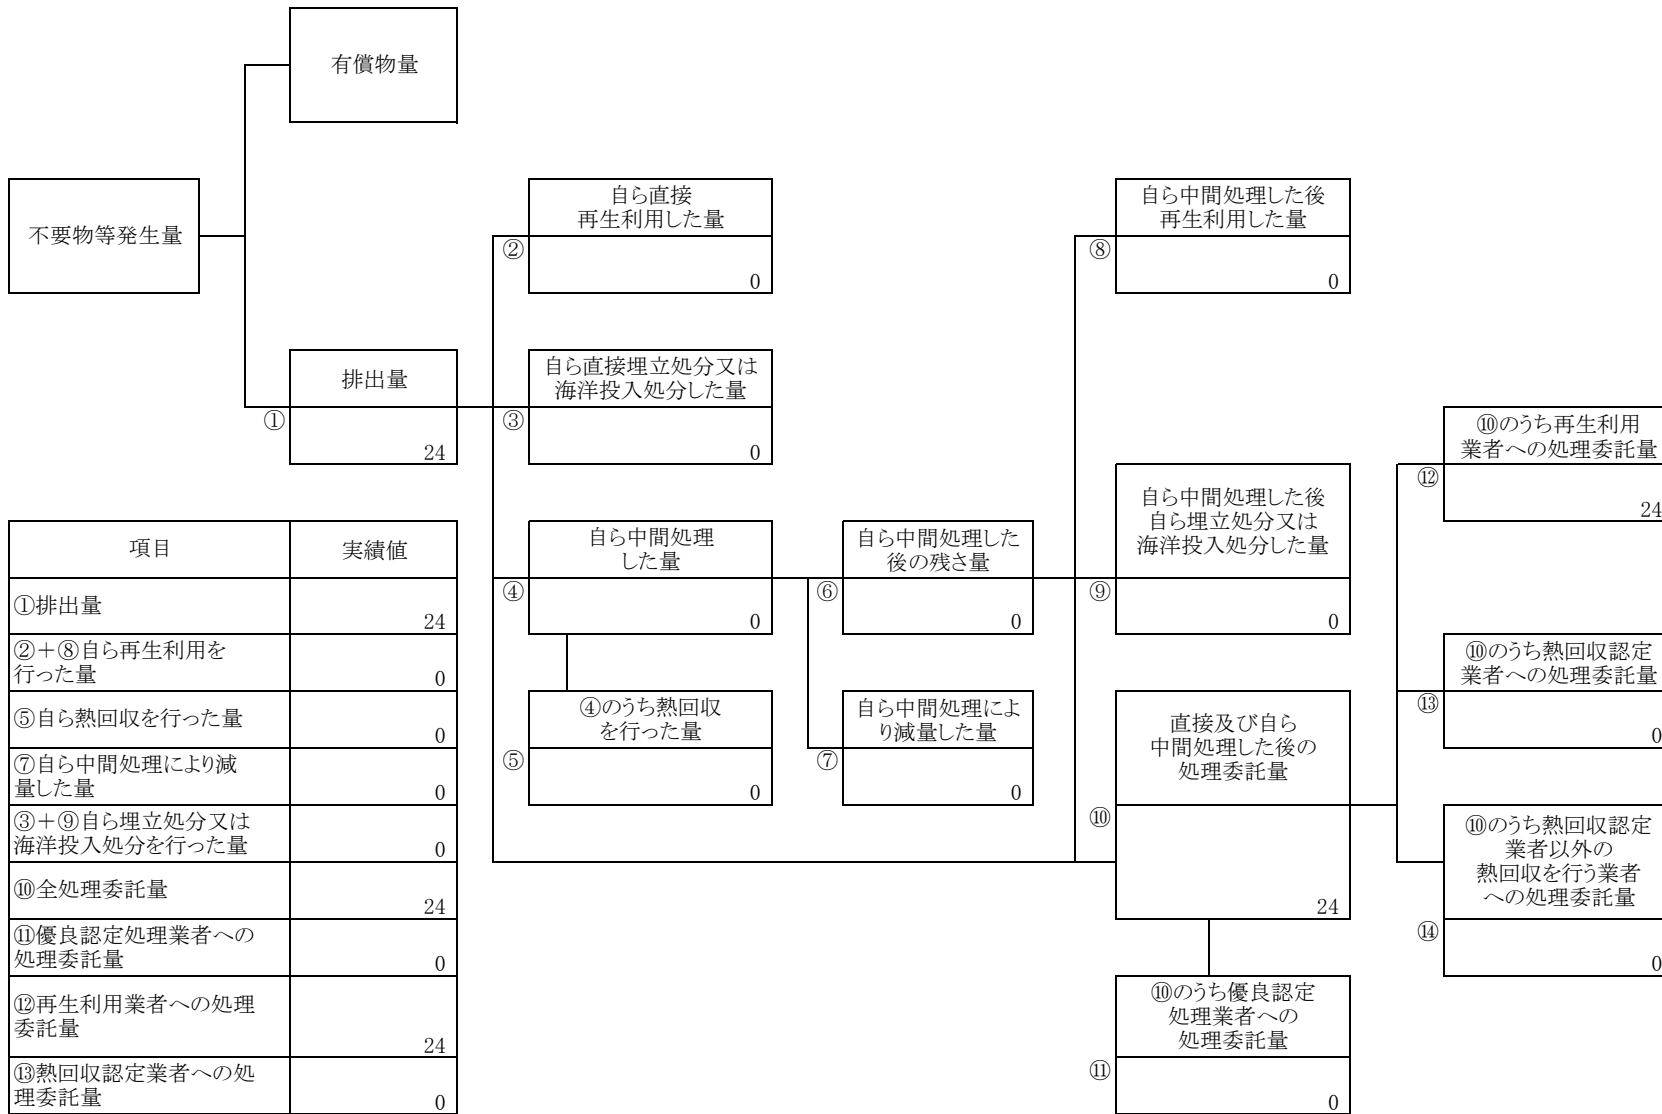 有償物量
不要物等発生量
自ら直接
再生利用した量
②
0
自ら中間処理した後
再生利用した量
⑧
0
排出量
①
24
自ら直接埋立処分又は
海洋投入処分した量
③
0
⑩のうち再生利用
業者への処理委託量
⑫
24
自ら中間処理した後
自ら埋立処分又は
海洋投入処分した量
⑨
0
自ら中間処理
した量
④
0
自ら中間処理した
後の残さ量
⑥
0
⑩のうち熱回収認定
業者への処理委託量
⑬
0
④のうち熱回収
を行った量
⑤
0
自ら中間処理によ
り減量した量
⑦
0
直接及び自ら
中間処理した後の
処理委託量
⑩
24
⑩のうち熱回収認定
業者以外の
熱回収を行う業者
への処理委託量
⑭
0
⑩のうち優良認定
処理業者への
処理委託量
⑪
0
項目 実績値
①排出量
24
②+⑧自ら再生利用を
行った量
0
⑤自ら熱回収を行った量
0
⑦自ら中間処理により減
量した量
0
③+⑨自ら埋立処分又は
海洋投入処分を行った量
0
⑩全処理委託量
24
⑪優良認定処理業者への
処理委託量
0
⑫再生利用業者への処理
委託量
24
⑬熱回収認定業者への処
理委託量
0